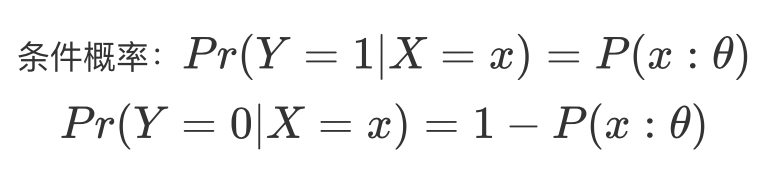 条件概率：Pr(Y = 1|X = x) = P(x : θ)
Pr(Y = 0|X = x) = 1 − P(x : θ)